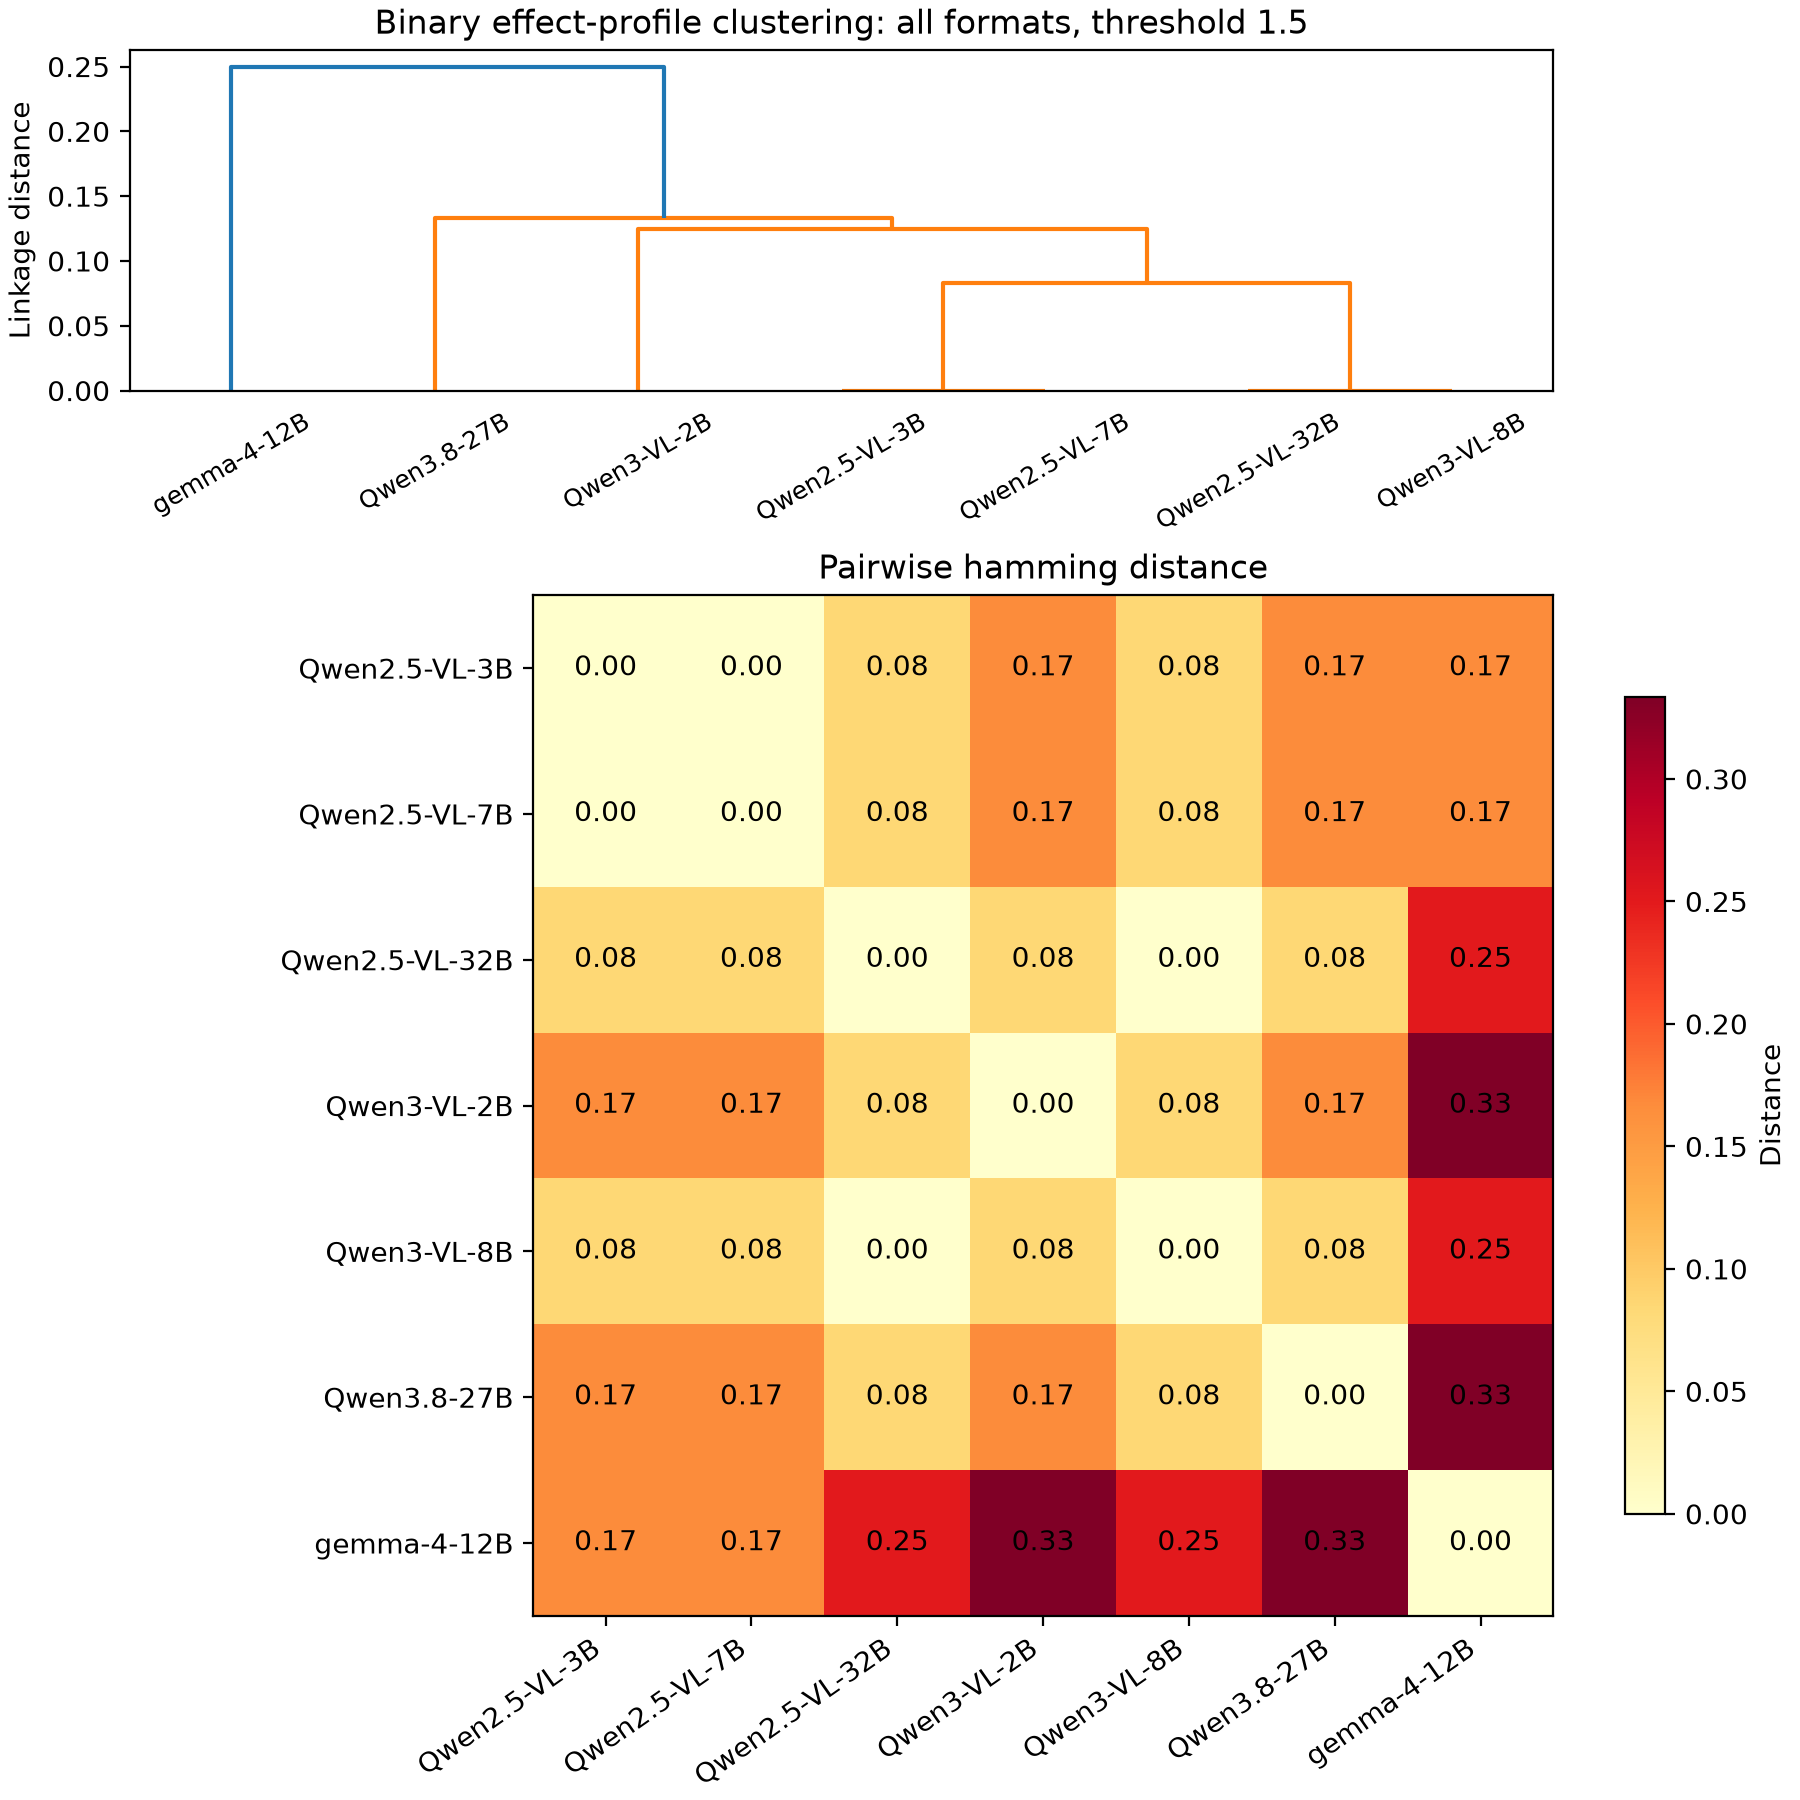 Binary effect-profile clustering: all formats, threshold 1.5
Linkage distance
0.25
0.20
0.15
0.10
0.05
0.00
gemma-4-12B
Qwen3.8-27B
Qwen3-VL-2B
Qwen2.5-VL-3B
Qwen2.5-VL-7B
Qwen2.5-VL-32B
Qwen3-VL-8B
Pairwise hamming distance
Qwen2.5-VL-3B 0.00 0.00 0.08 0.17 0.08 0.17 0.17
Qwen2.5-VL-7B 0.00 0.00 0.08 0.17 0.08 0.17 0.17
Qwen2.5-VL-32B 0.08 0.08 0.00 0.08 0.00 0.08 0.25
Qwen3-VL-2B 0.17 0.17 0.08 0.00 0.08 0.17 0.33
Qwen3-VL-8B 0.08 0.08 0.00 0.08 0.00 0.08 0.25
Qwen3.8-27B 0.17 0.17 0.08 0.17 0.08 0.00 0.33
gemma-4-12B 0.17 0.17 0.25 0.33 0.25 0.33 0.00
Qwen2.5-VL-3B
Qwen2.5-VL-7B
Qwen2.5-VL-32B
Qwen3-VL-2B
Qwen3-VL-8B
Qwen3.8-27B
gemma-4-12B
0.30
0.25
0.20
0.15
0.10
0.05
0.00
Distance